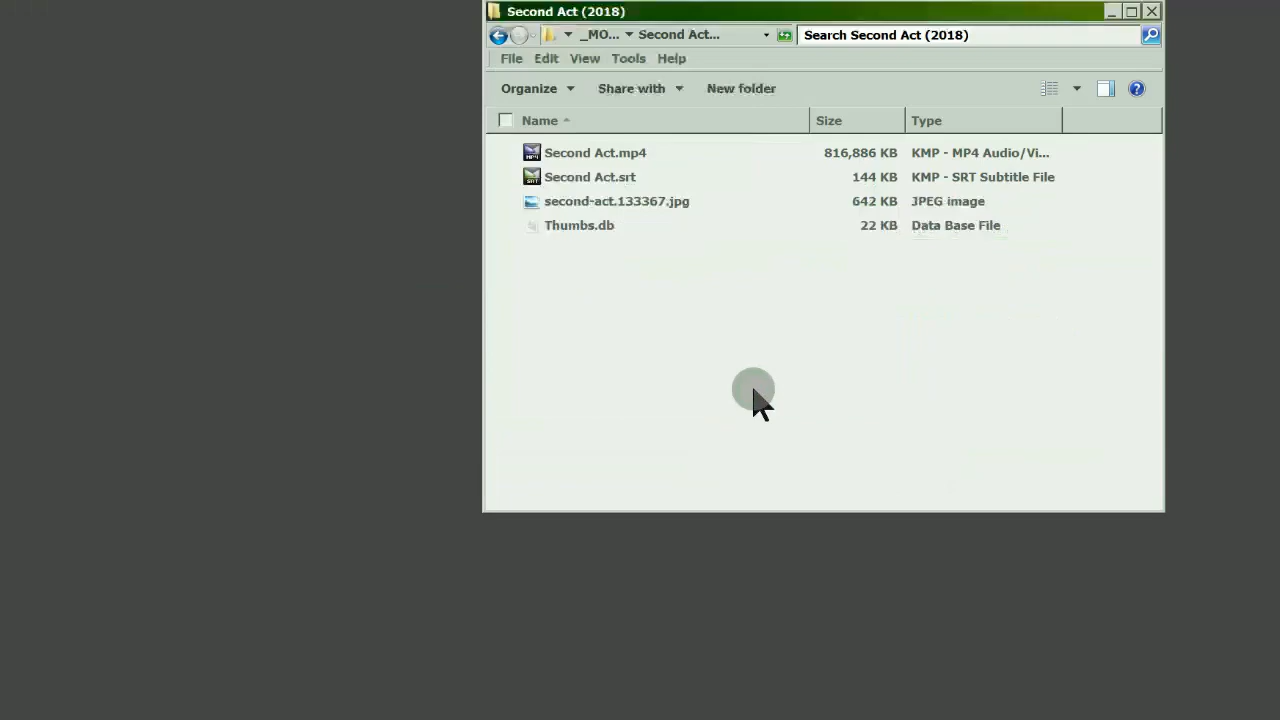 Second Act (2018)
_MO... Second Act... Search Second Act (2018)
File Edit View Tools Help
Organize Share with New folder
Name Size Type
Second Act.mp4 816,886 KB KMP - MP4 Audio/Vi...
Second Act.srt 144 KB KMP - SRT Subtitle File
second-act.133367.jpg 642 KB JPEG image
Thumbs.db 22 KB Data Base File